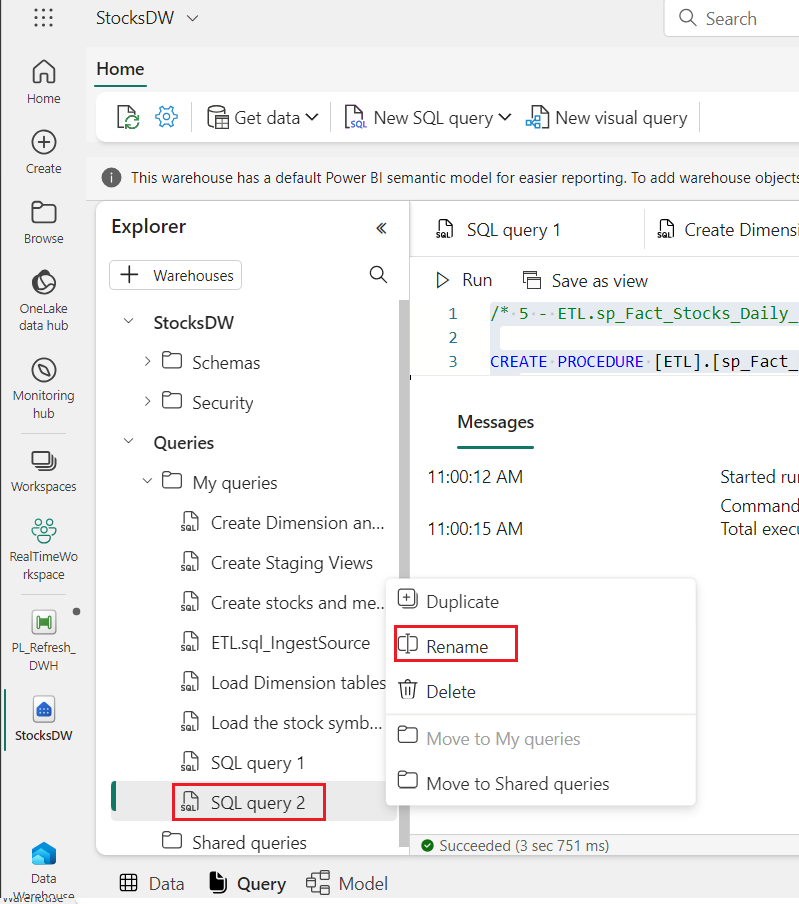 StocksDW
Search
Home
Create
Browse
OneLake
data hub
Monitoring
hub
Workspaces
RealTimeWo
rkspace
PL_Refresh_
DWH
StocksDW
Data
Warehouse
Home
Get data
New SQL query
New visual query
This warehouse has a default Power BI semantic model for easier reporting. To add warehouse objects
Explorer
Warehouses
StocksDW
Schemas
Security
Queries
My queries
Create Dimension an...
Create Staging Views
Create stocks and me..
ETL.sql_IngestSource
Load Dimension tables
Load the stock symb...
SQL query 1
SQL query 2
Shared queries
SQL query 1
Create Dimensi
Run
Save as view
1 /* 5 - ETL.sp_Fact_Stocks_Daily_
2
3 CREATE PROCEDURE [ETL].[sp_Fact_
Messages
11:00:12 AM Started ru
Command
11:00:15 AM Total exec
Duplicate
Rename
Delete
Move to My queries
Move to Shared queries
Succeeded (3 sec 751 ms)
Data
Query
Model